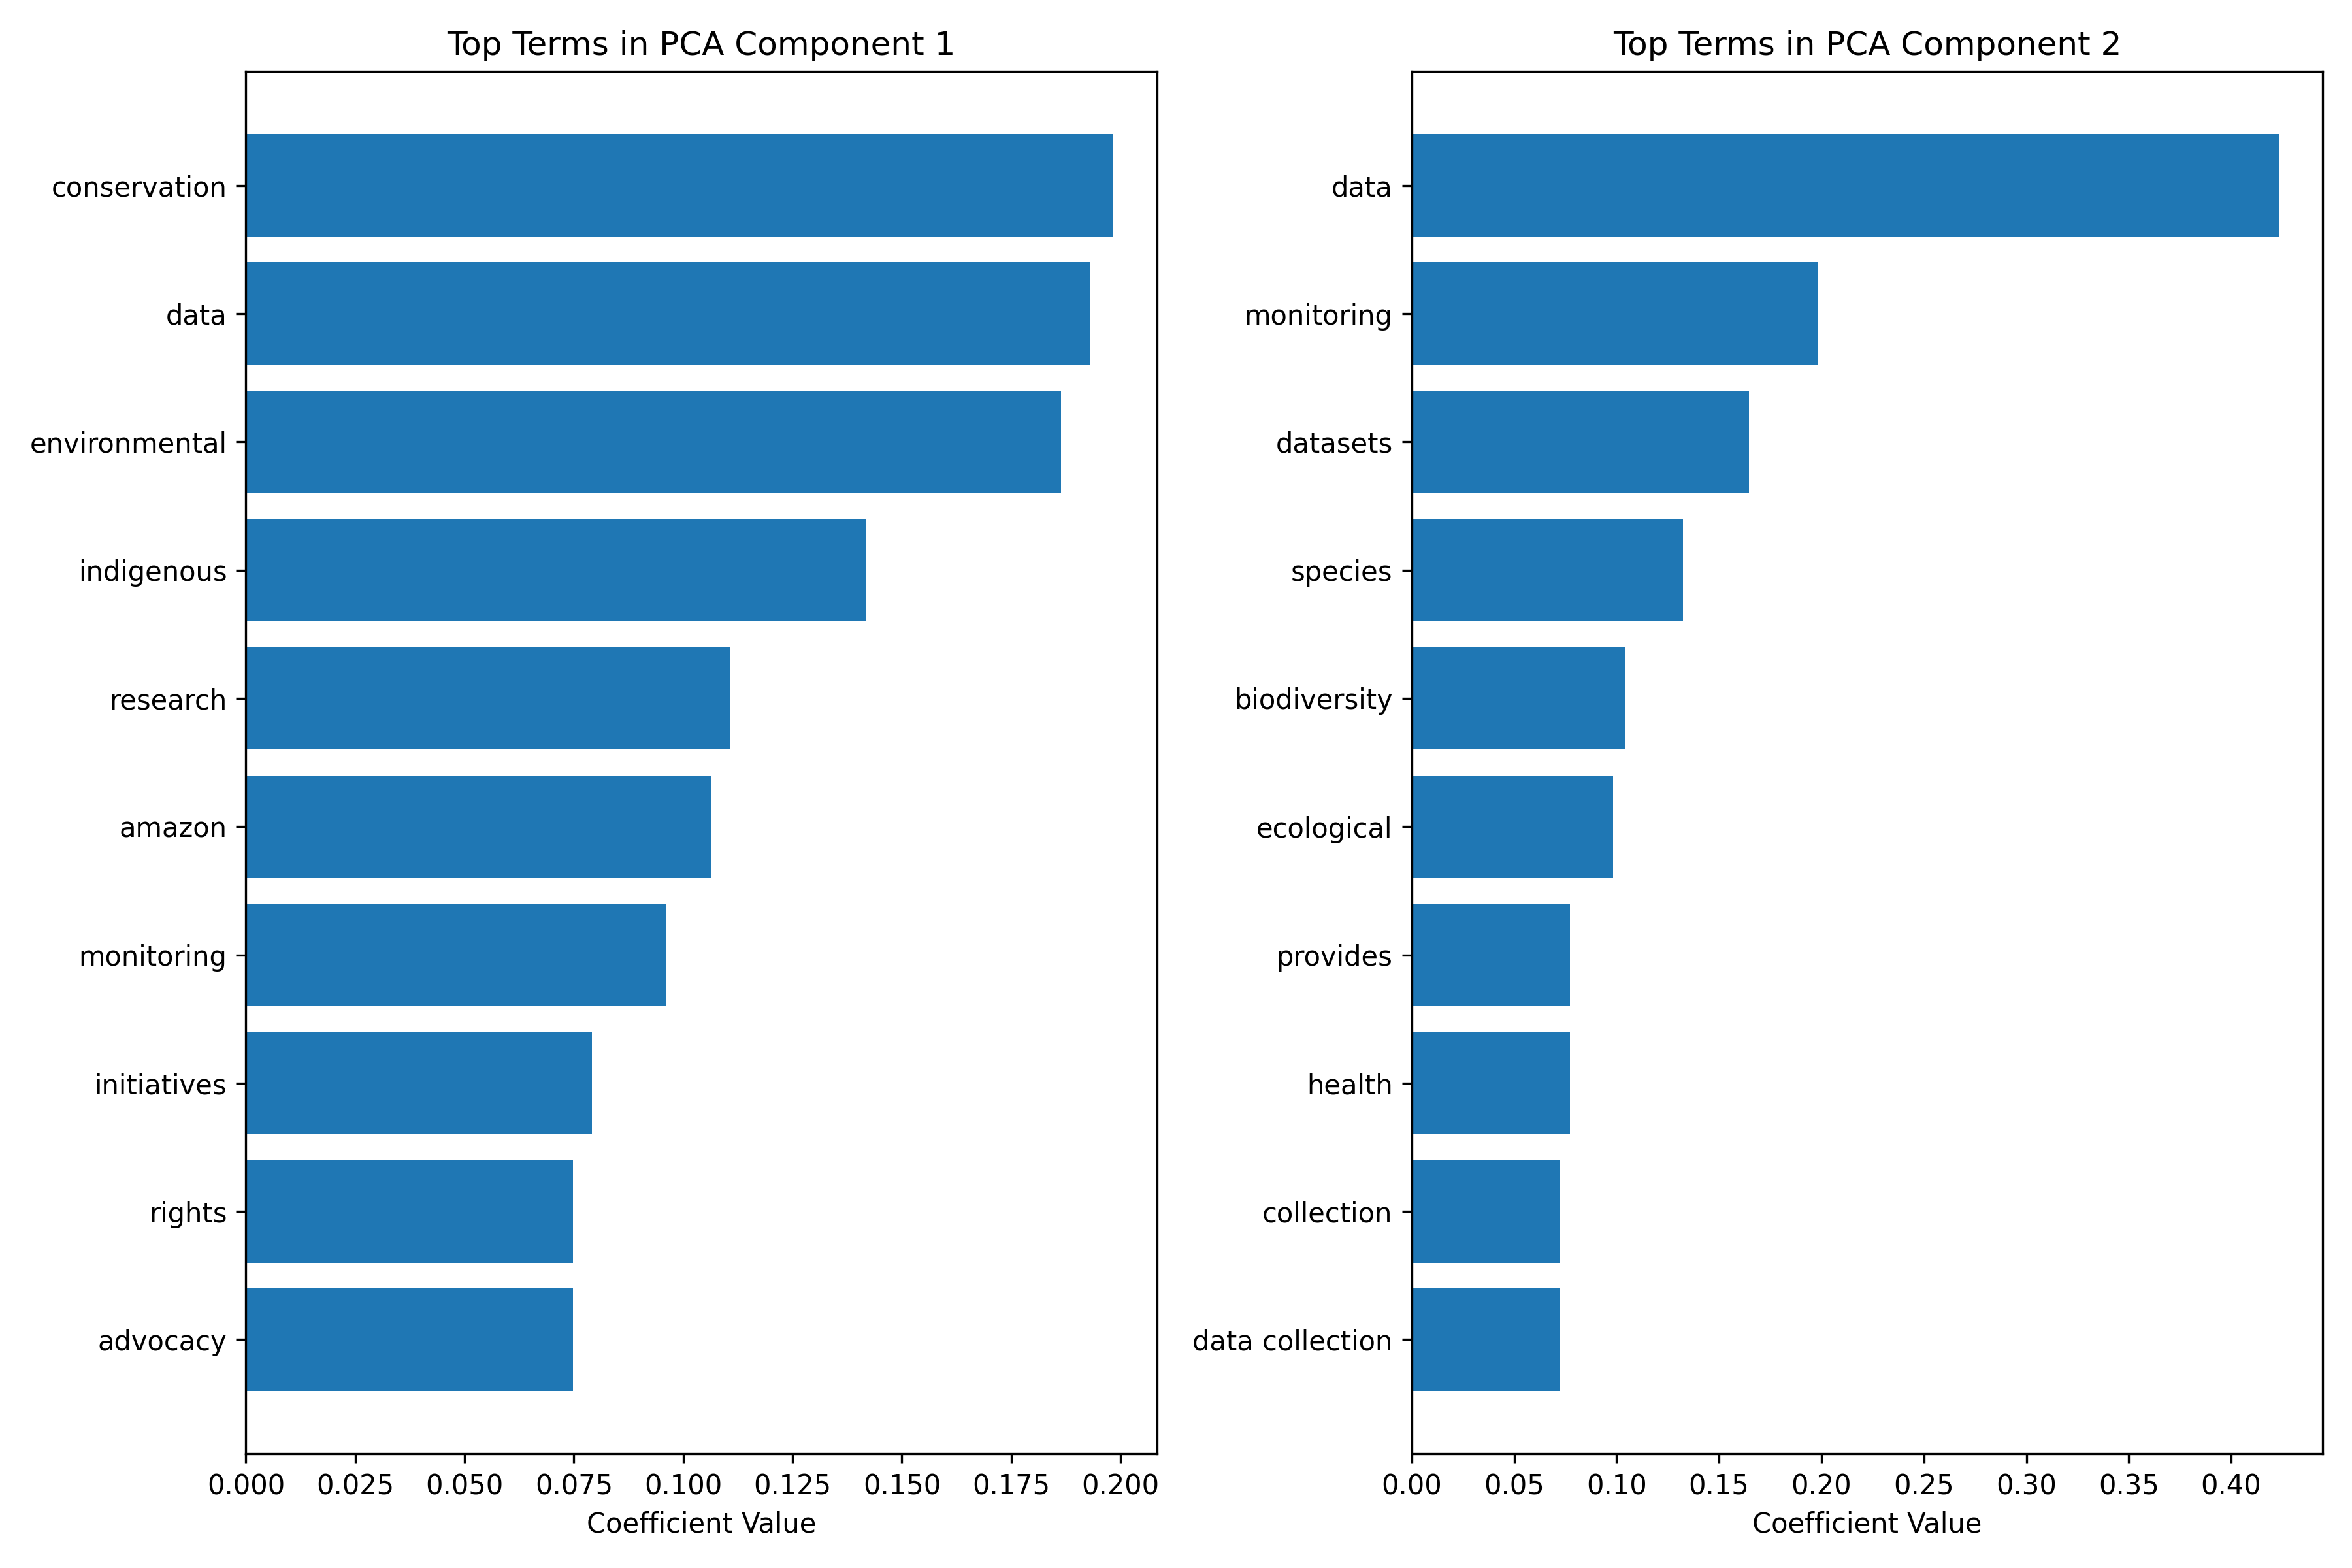 Top Terms in PCA Component 1
conservation
data
environmental
indigenous
research
amazon
monitoring
initiatives
rights
advocacy
0.000 0.025 0.050 0.075 0.100 0.125 0.150 0.175 0.200
Coefficient Value
Top Terms in PCA Component 2
data
monitoring
datasets
species
biodiversity
ecological
provides
health
collection
data collection
0.00 0.05 0.10 0.15 0.20 0.25 0.30 0.35 0.40
Coefficient Value